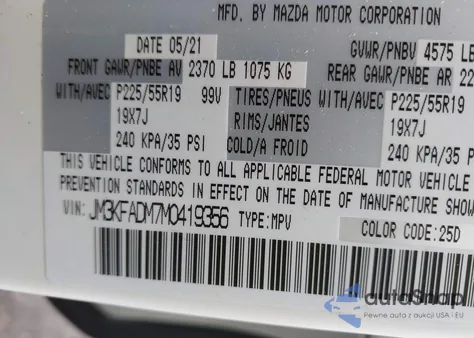 MFD. BY MAZDA MOTOR CORPORATION
DATE 05/21 GVWR/PNBV 4575 LB
FRONT GAWR/PNBE AV 2370 LB 1075 KG REAR GAWR/PNBE AR 22
WITH/AVEC P225/55R19 99V TIRES/PNEUS WITH/AVEC P225/55R19
19X7J RIMS/JANTES 19X7J
240 KPA/35 PSI COLD/A FROID 240 KPA/35 PSI
THIS VEHICLE CONFORMS TO ALL APPLICABLE FEDERAL MOTOR VEHICLE
PREVENTION STANDARDS IN EFFECT ON THE DATE OF MANUFACTURE SHOW
VIN: JM3KFADM7M0419356 TYPE:MPV COLOR CODE:25D
autoSnap
Pewne auta z aukcji USA i EU